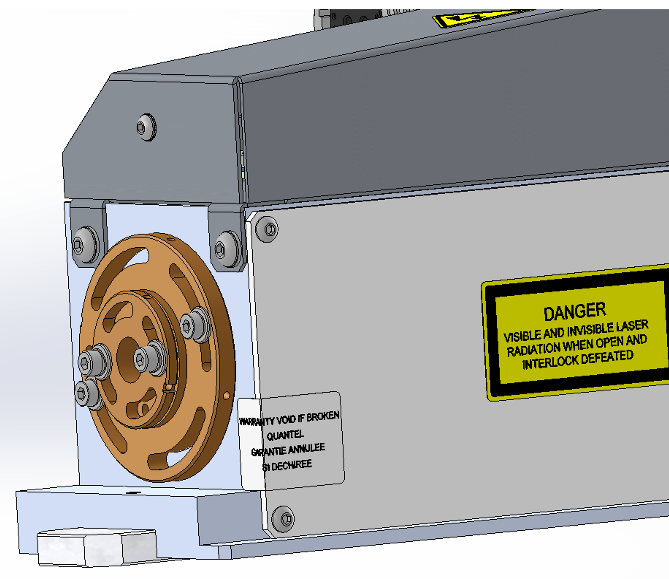 DANGER
VISIBLE AND INVISIBLE LASER
RADIATION WHEN OPEN AND
INTERLOCK DEFEATED
WARRANTY VOID IF BROKEN
QUANTEL
GARANTIE ANNULEE
SI DECHIREE